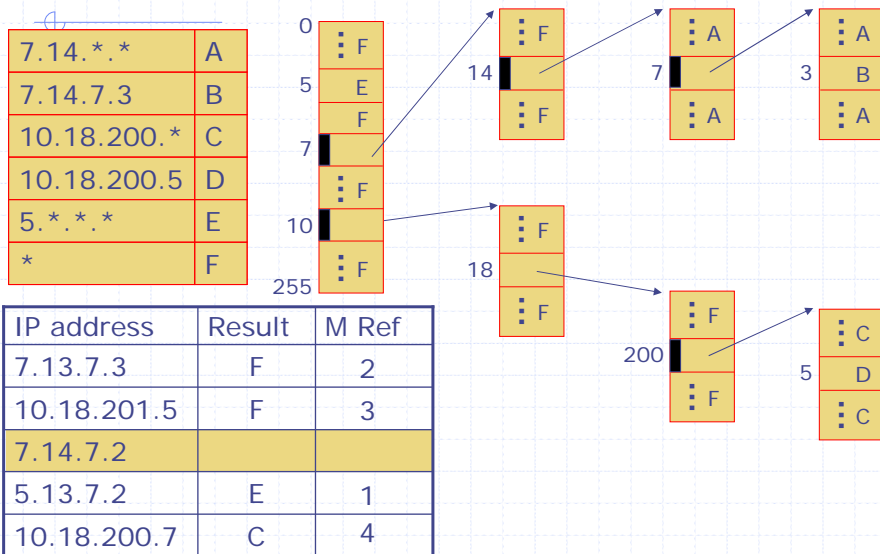 7.14.*.* A
7.14.7.3 B
10.18.200.* C
10.18.200.5 D
5.*.*.* E
* F
0
⋮ F
5 E
F
7
⋮ F
10
⋮ F
255
⋮ F
14
⋮ F
⋮ A
7
⋮ A
⋮ A
3 B
⋮ A
⋮ F
18
⋮ F
⋮ F
200
⋮ F
⋮ C
5 D
⋮ C
IP address Result M Ref
7.13.7.3 F 2
10.18.201.5 F 3
7.14.7.2
5.13.7.2 E 1
10.18.200.7 C 4